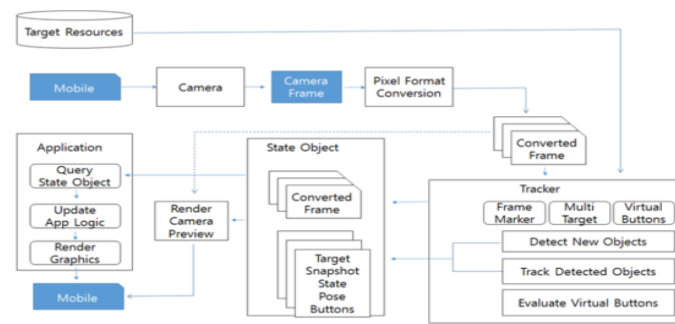 Target Resources
Mobile
Camera
Camera
Frame
Pixel Format
Conversion
Converted
Frame
Application
Query
State Object
Update
App Logic
Render
Graphics
Mobile
Render
Camera
Preview
State Object
Converted
Frame
Target
Snapshot
State
Pose
Buttons
Tracker
Frame
Marker
Multi
Target
Virtual
Buttons
Detect New Objects
Track Detected Objects
Evaluate Virtual Buttons